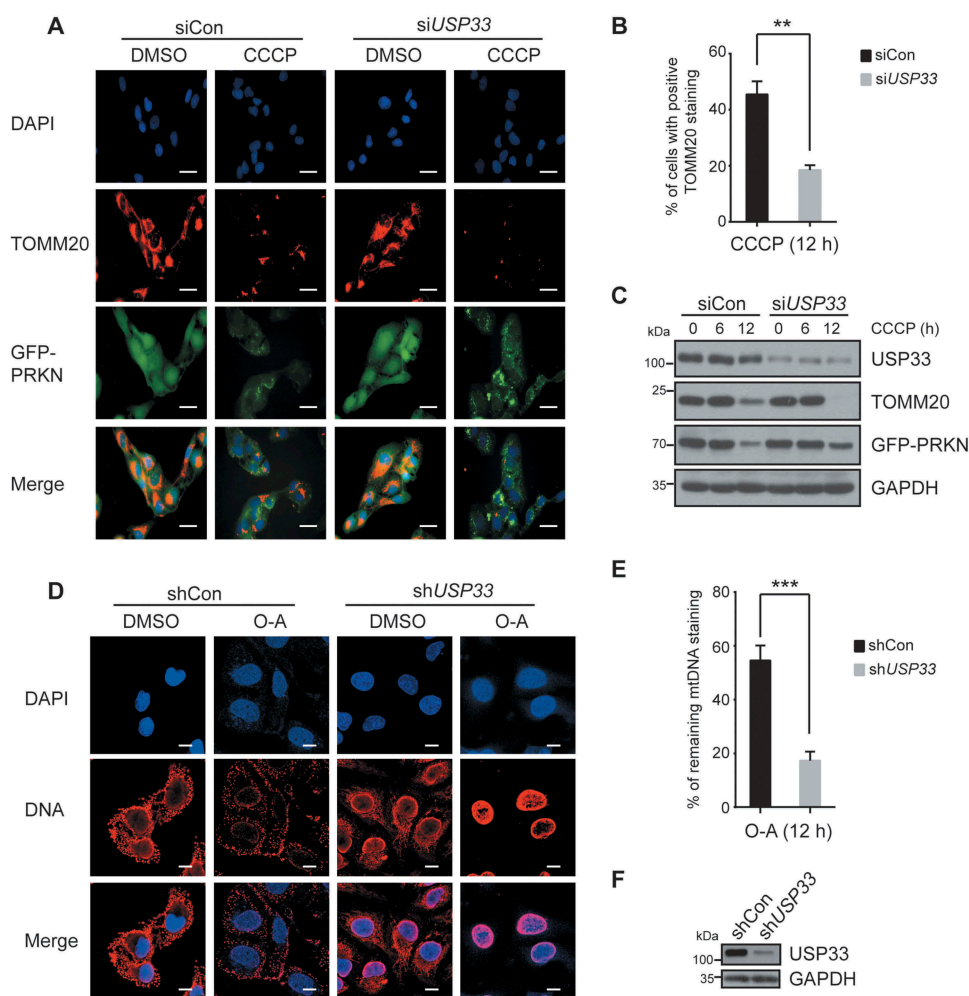 A
siCon
siUSP33
DMSO CCCP DMSO CCCP
DAPI
TOMM20
GFP-
PRKN
Merge
B
% of cells with positive
TOMM20 staining
60
40
20
0
**
siCon
siUSP33
CCCP (12 h)
C
siCon siUSP33
kDa 0 6 12 0 6 12 CCCP (h)
100 USP33
25 TOMM20
70 GFP-PRKN
35 GAPDH
D
shCon shUSP33
DMSO O-A DMSO O-A
DAPI
DNA
Merge
E
% of remaining mtDNA staining
80
60
40
20
0
***
shCon
shUSP33
O-A (12 h)
F
shCon shUSP33
kDa
100 USP33
35 GAPDH